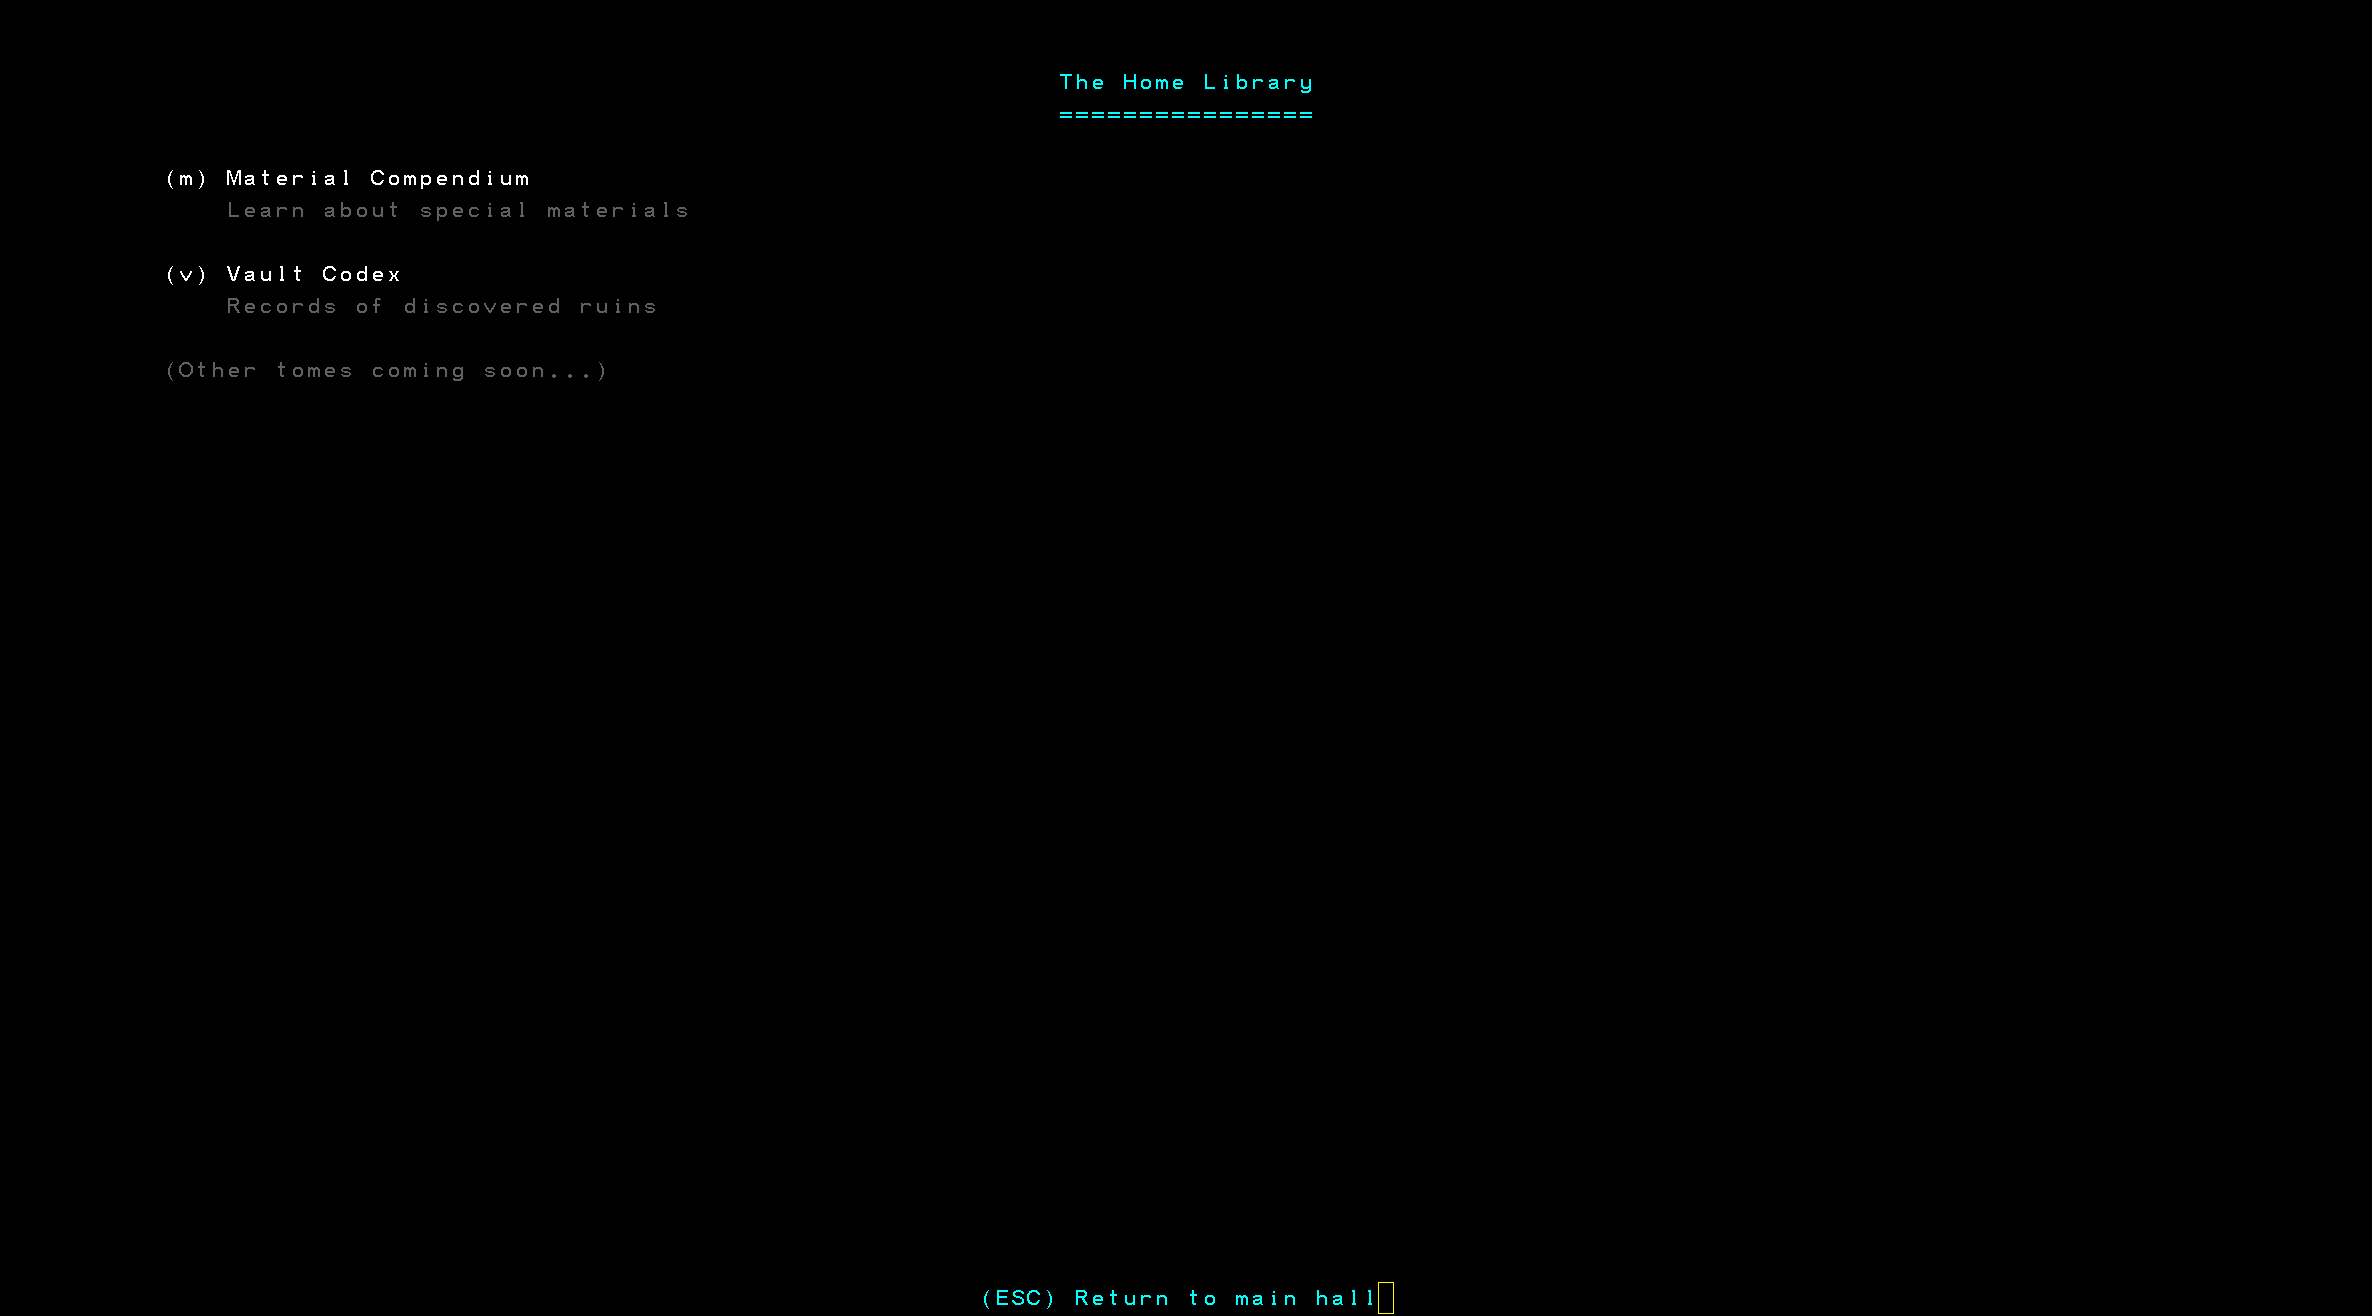 The Home Library
================
(m) Material Compendium
Learn about special materials
(v) Vault Codex
Records of discovered ruins
(Other tomes coming soon...)
(ESC) Return to main hall